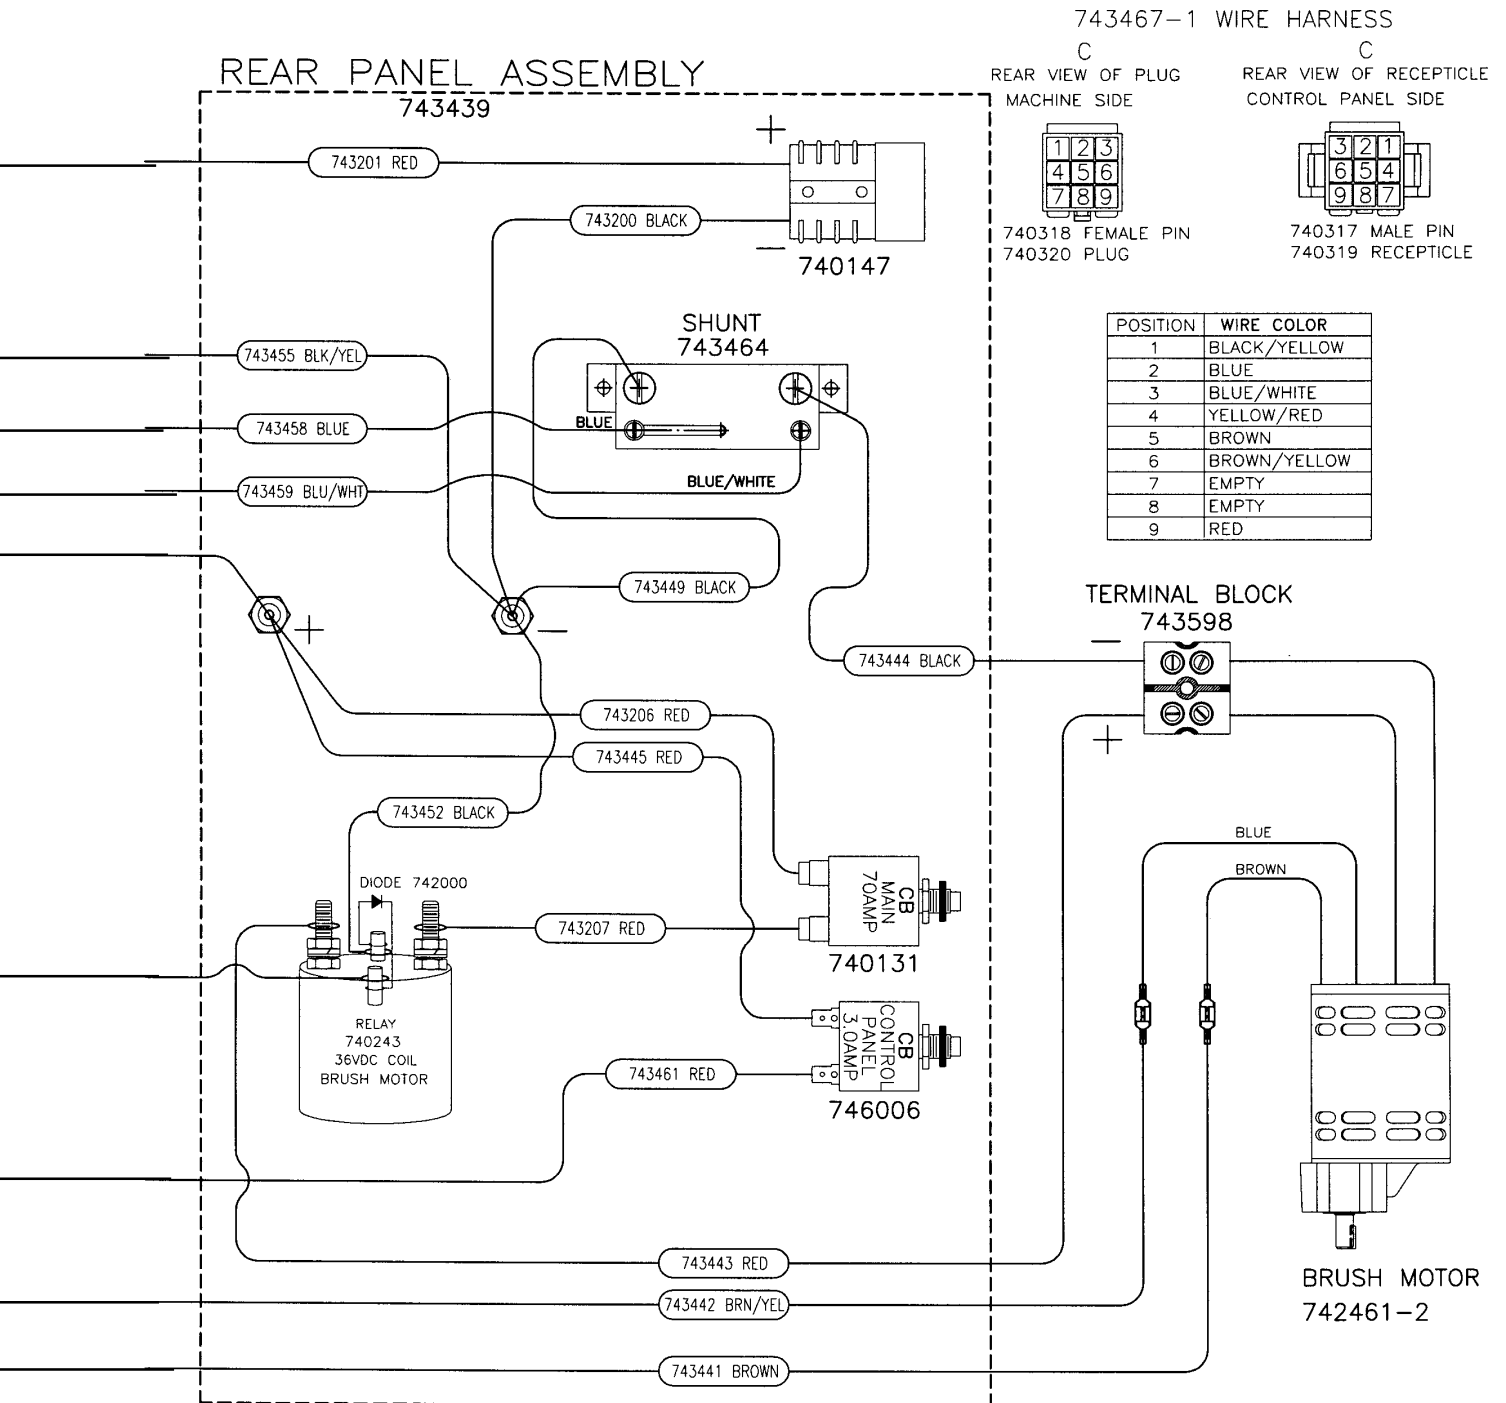 743467-1 WIRE HARNESS
C
REAR VIEW OF PLUG
MACHINE SIDE
1 2 3
4 5 6
7 8 9
740318 FEMALE PIN
740320 PLUG
C
REAR VIEW OF RECEPTICLE
CONTROL PANEL SIDE
3 2 1
6 5 4
9 8 7
740317 MALE PIN
740319 RECEPTICLE
REAR PANEL ASSEMBLY
743439
+
743201 RED
743200 BLACK
—
740147
SHUNT
743464
743455 BLK/YEL
743458 BLUE
BLUE
743459 BLU/WHT
BLUE/WHITE
POSITION WIRE COLOR
1 BLACK/YELLOW
2 BLUE
3 BLUE/WHITE
4 YELLOW/RED
5 BROWN
6 BROWN/YELLOW
7 EMPTY
8 EMPTY
9 RED
743449 BLACK
+
—
TERMINAL BLOCK
743598
—
+
743444 BLACK
743206 RED
743445 RED
743452 BLACK
DIODE 742000
743207 RED
CB
MAIN
70AMP
740131
RELAY
740243
36VDC COIL
BRUSH MOTOR
CB
CONTROL
PANEL
3.0AMP
746006
743461 RED
BLUE
BROWN
743443 RED
743442 BRN/YEL
743441 BROWN
BRUSH MOTOR
742461-2